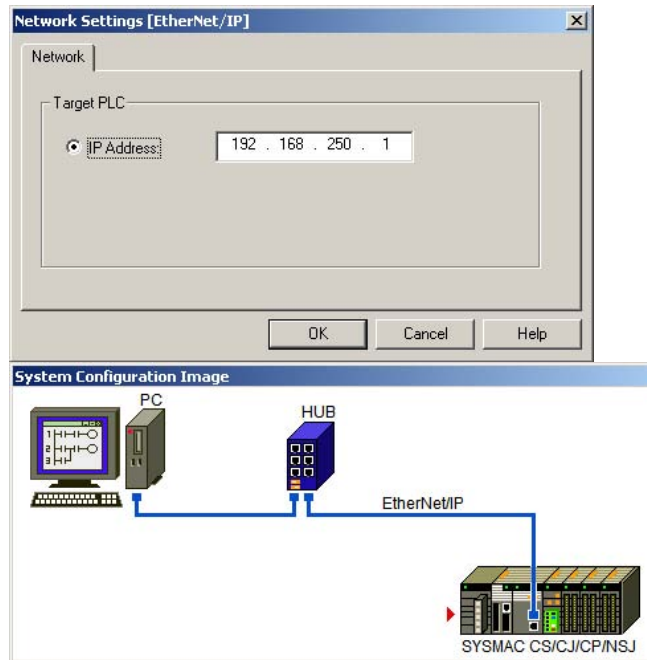 Network Settings [EtherNet/IP]
Network
Target PLC
IP Address:
192 . 168 . 250 . 1
OK Cancel Help
System Configuration Image
PC
HUB
EtherNet/IP
SYSMAC CS/CJ/CP/NSJ